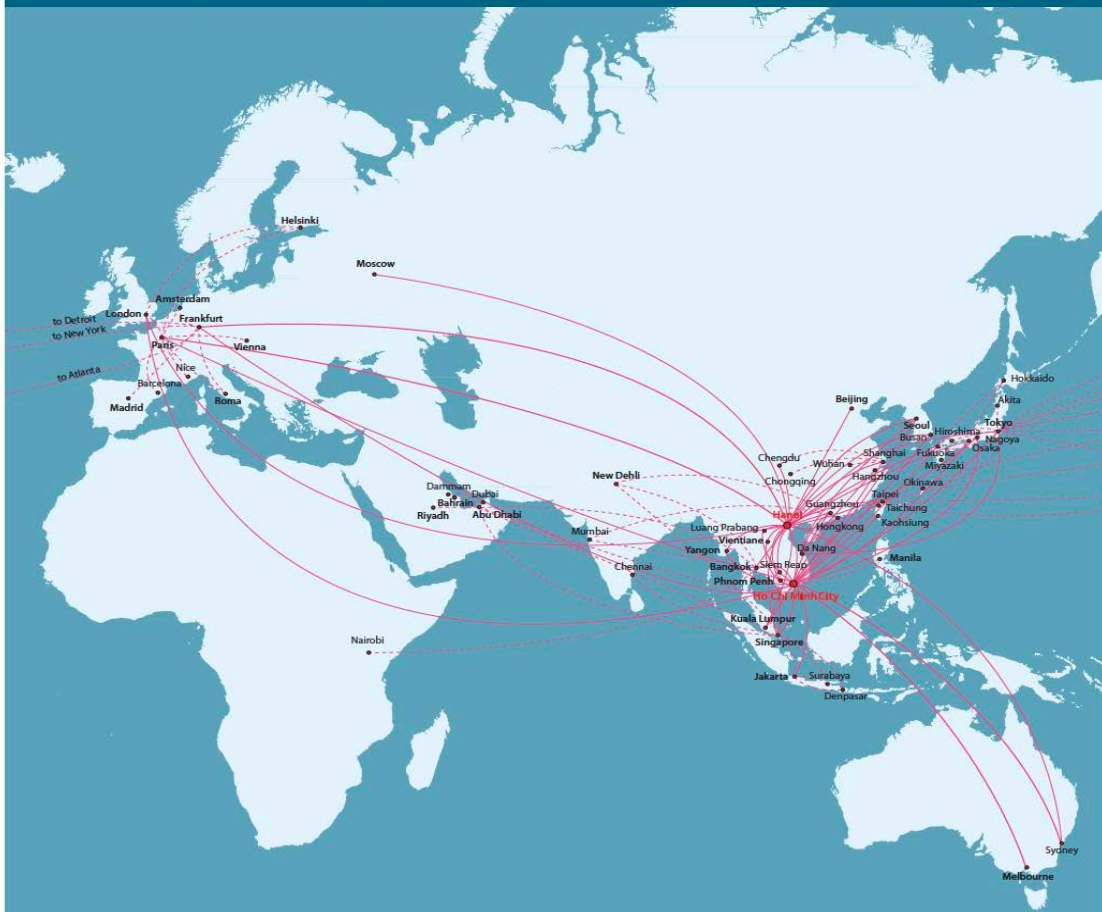 Helsinki
Moscow
Amsterdam
to Detroit
London
Frankfurt
to New York
Paris
Vienna
Nice
to Atlanta
Barcelona
Roma
Madrid
Hokkaido
Beijing
Akita
Seoul
Tokyo
Busan
Hiroshima
Nagoya
Osaka
Chengdu
Wuhan
Shanghai
Fukuoka
Miyazaki
New Dehli
Chongqing
Hangzhou
Okinawa
Dammam
Bahrain
Dubai
Riyadh
Abu Dhabi
Guangzhou
Taipei
Taichung
Hanoi
Hongkong
Kaohsiung
Mumbai
Luang Prabang
Vientiane
Yangon
Da Nang
Manila
Chennai
Bangkok
Siem Reap
Phnom Penh
Ho Chi MinhCity
Kuala Lumpur
Nairobi
Singapore
Jakarta
Surabaya
Denpasar
Sydney
Melbourne